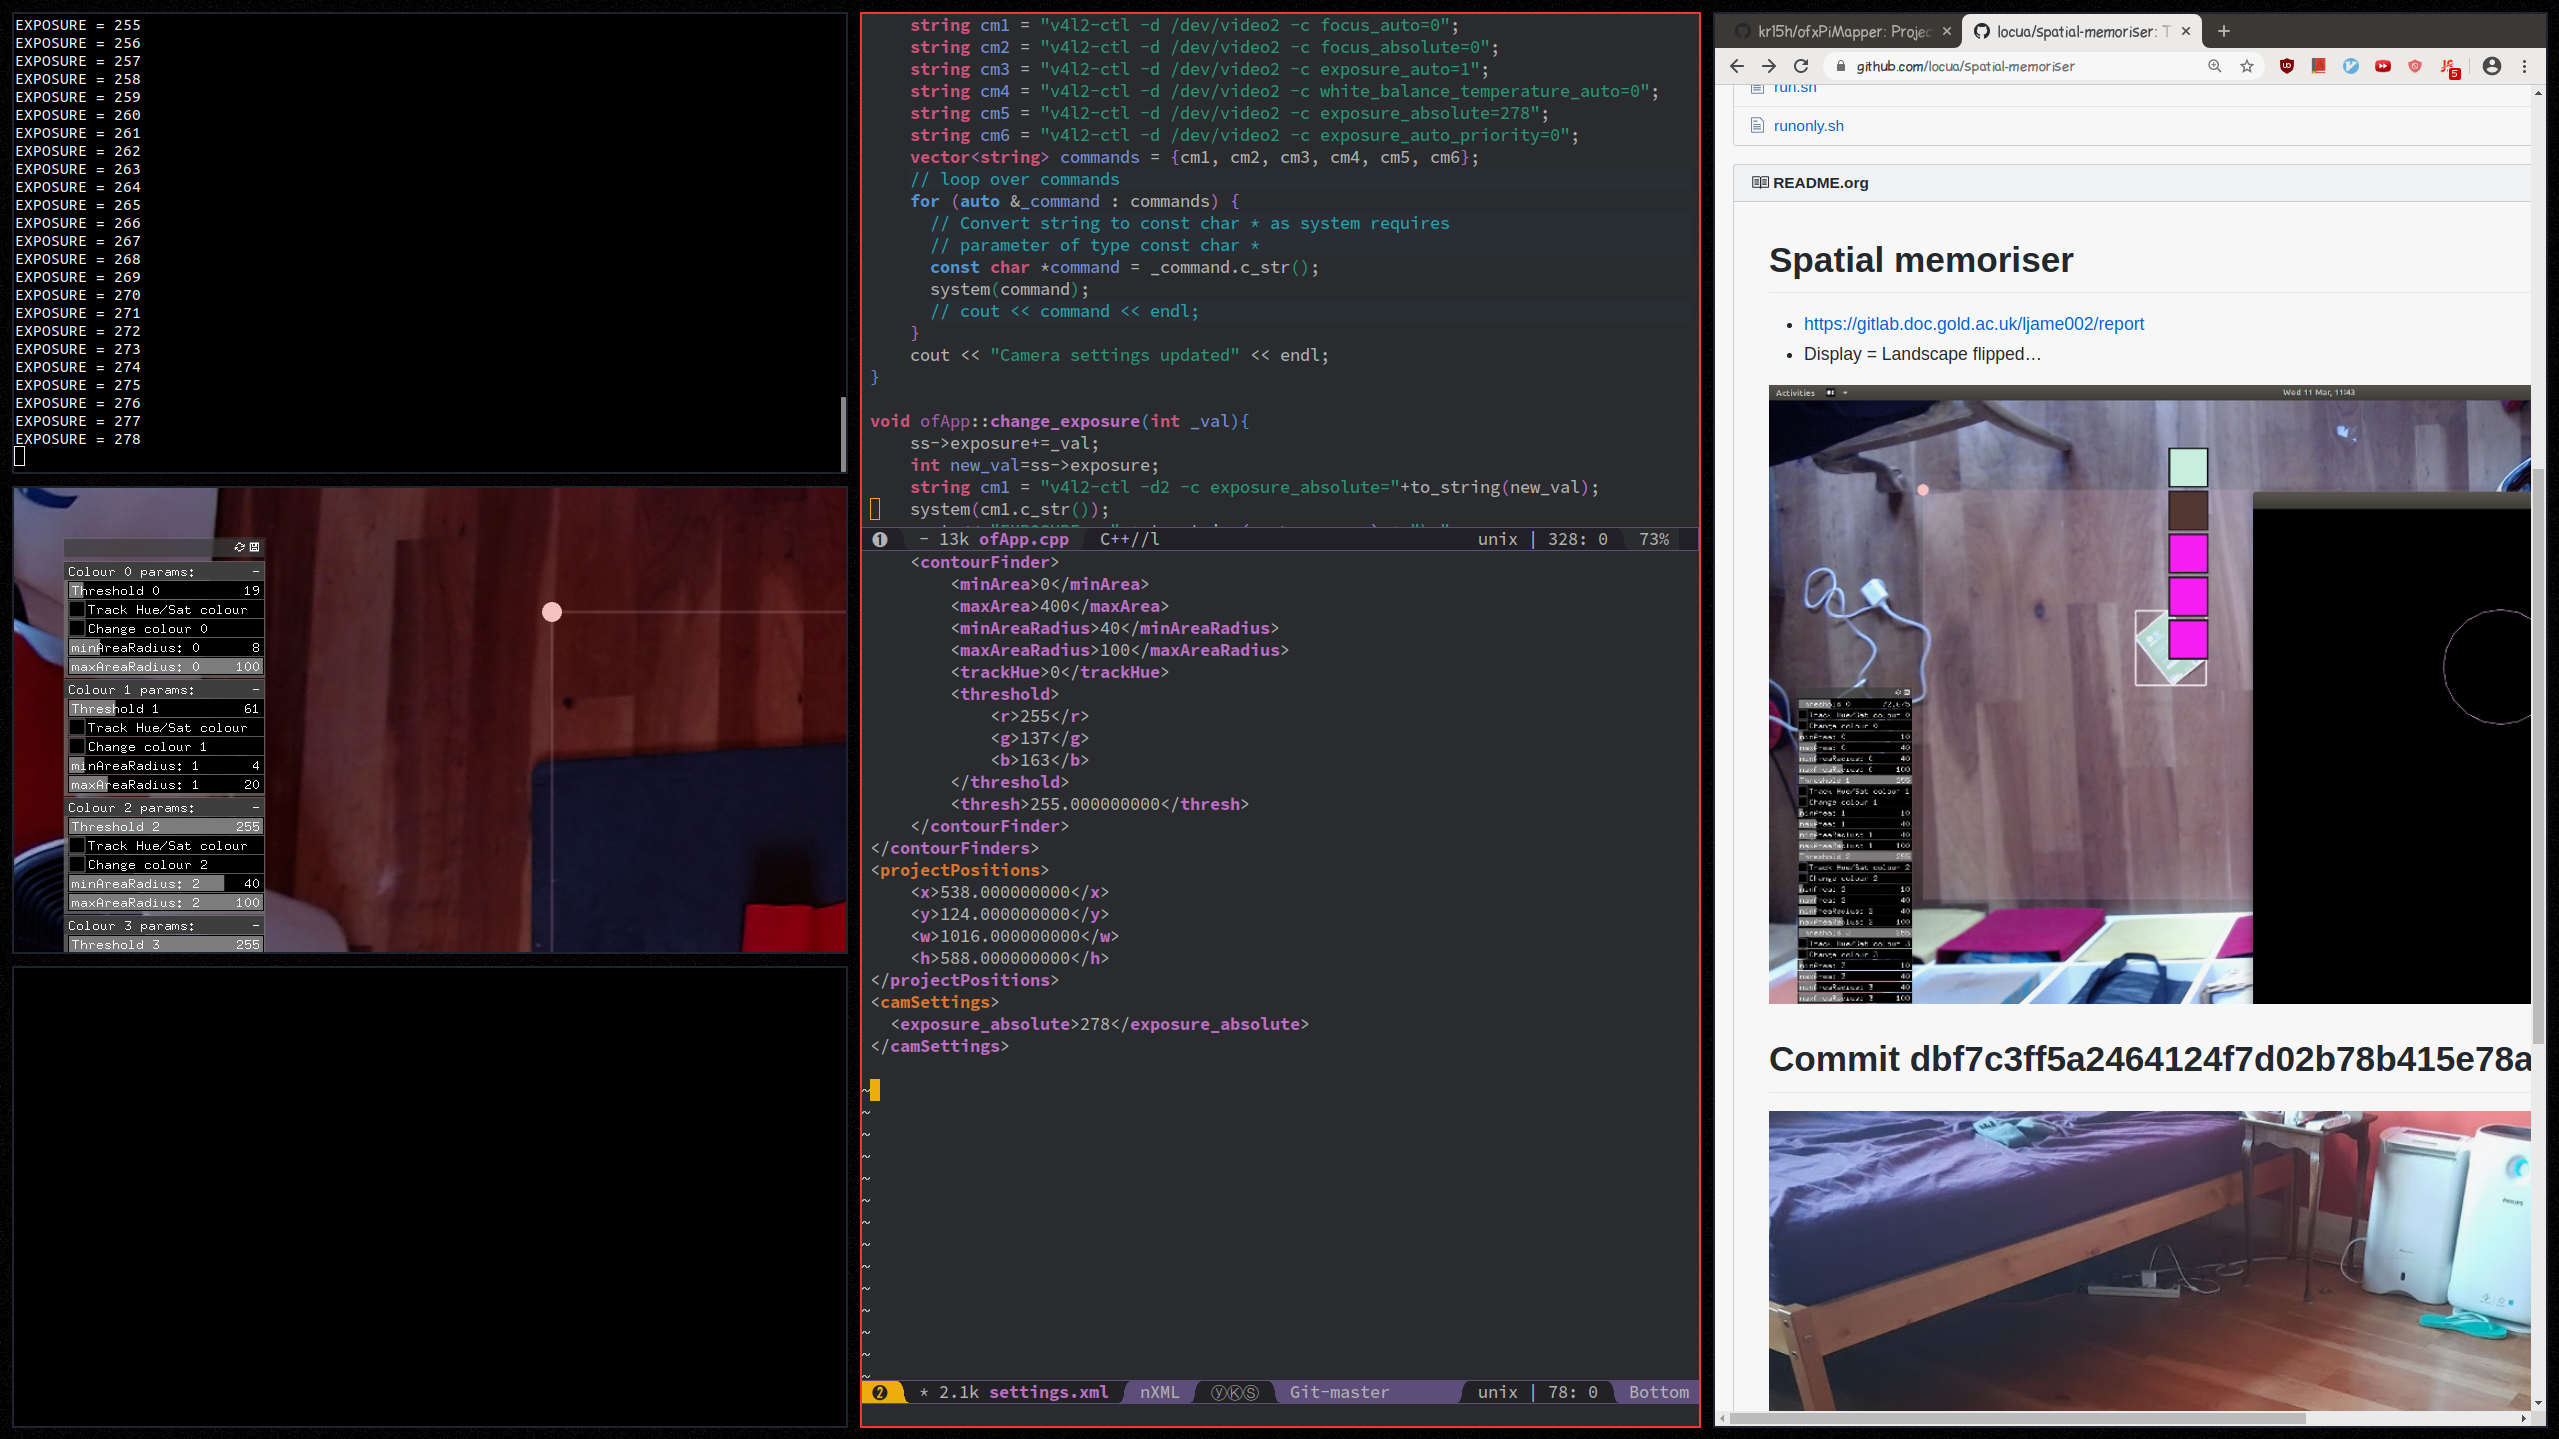 EXPOSURE = 255
EXPOSURE = 256
EXPOSURE = 257
EXPOSURE = 258
EXPOSURE = 259
EXPOSURE = 260
EXPOSURE = 261
EXPOSURE = 262
EXPOSURE = 263
EXPOSURE = 264
EXPOSURE = 265
EXPOSURE = 266
EXPOSURE = 267
EXPOSURE = 268
EXPOSURE = 269
EXPOSURE = 270
EXPOSURE = 271
EXPOSURE = 272
EXPOSURE = 273
EXPOSURE = 274
EXPOSURE = 275
EXPOSURE = 276
EXPOSURE = 277
EXPOSURE = 278
Colour 0 params: -
Threshold 0 19
Track Hue/Sat colour
Change colour 0
minAreaRadius: 0 8
maxAreaRadius: 0 100
Colour 1 params: -
Threshold 1 61
Track Hue/Sat colour
Change colour 1
minAreaRadius: 1 4
maxAreaRadius: 1 20
Colour 2 params: -
Threshold 2 255
Track Hue/Sat colour
Change colour 2
minAreaRadius: 2 40
maxAreaRadius: 2 100
Colour 3 params: -
Threshold 3 255
string cm1 = "v4l2-ctl -d /dev/video2 -c focus_auto=0";
string cm2 = "v4l2-ctl -d /dev/video2 -c focus_absolute=0";
string cm3 = "v4l2-ctl -d /dev/video2 -c exposure_auto=1";
string cm4 = "v4l2-ctl -d /dev/video2 -c white_balance_temperature_auto=0";
string cm5 = "v4l2-ctl -d /dev/video2 -c exposure_absolute=278";
string cm6 = "v4l2-ctl -d /dev/video2 -c exposure_auto_priority=0";
vector<string> commands = {cm1, cm2, cm3, cm4, cm5, cm6};
// loop over commands
for (auto &_command : commands) {
// Convert string to const char * as system requires
// parameter of type const char *
const char *command = _command.c_str();
system(command);
// cout << command << endl;
}
cout << "Camera settings updated" << endl;
}
void ofApp::change_exposure(int _val){
ss->exposure+=_val;
int new_val=ss->exposure;
string cm1 = "v4l2-ctl -d2 -c exposure_absolute="+to_string(new_val);
system(cm1.c_str());
1 - 13k ofApp.cpp C++//l unix | 328: 0 73%
<contourFinder>
<minArea>0</minArea>
<maxArea>400</maxArea>
<minAreaRadius>40</minAreaRadius>
<maxAreaRadius>100</maxAreaRadius>
<trackHue>0</trackHue>
<threshold>
<r>255</r>
<g>137</g>
<b>163</b>
</threshold>
<thresh>255.000000000</thresh>
</contourFinder>
</contourFinders>
<projectPositions>
<x>538.000000000</x>
<y>124.000000000</y>
<w>1016.000000000</w>
<h>588.000000000</h>
</projectPositions>
<camSettings>
<exposure_absolute>278</exposure_absolute>
</camSettings>
~
~
~
~
~
~
~
~
~
~
~
~
~
~
2 * 2.1k settings.xml nXML ⓨⓀⓈ Git-master unix | 78: 0 Bottom
kr15h/ofxPiMapper: Projec
locua/spatial-memoriser: T
github.com/locua/spatial-memoriser
5
run.sh
runonly.sh
README.org
Spatial memoriser
• https://gitlab.doc.gold.ac.uk/ljame002/report
• Display = Landscape flipped…
Activities
Wed 11 Mar, 11:43
Commit dbf7c3ff5a2464124f7d02b78b415e78a
PHILIPS